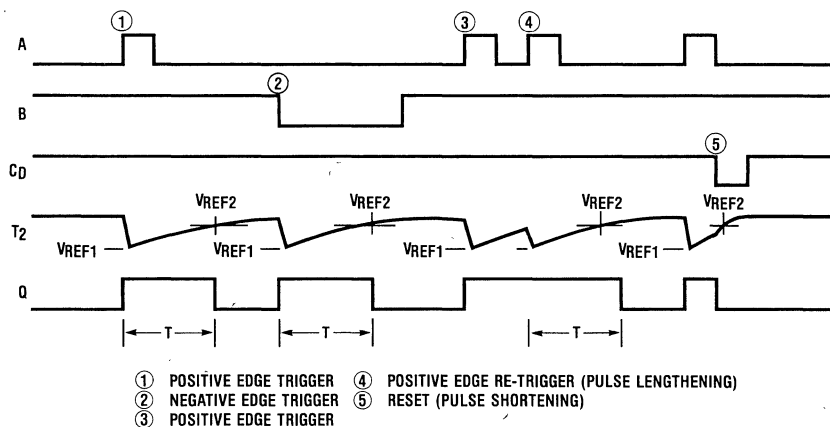 ① ③ ④
A
②
B
⑤
CD
VREF2 VREF2 VREF2 VREF2
T2
VREF1 VREF1 VREF1 VREF1
Q
T T T
① POSITIVE EDGE TRIGGER ④ POSITIVE EDGE RE-TRIGGER (PULSE LENGTHENING)
② NEGATIVE EDGE TRIGGER ⑤ RESET (PULSE SHORTENING)
③ POSITIVE EDGE TRIGGER